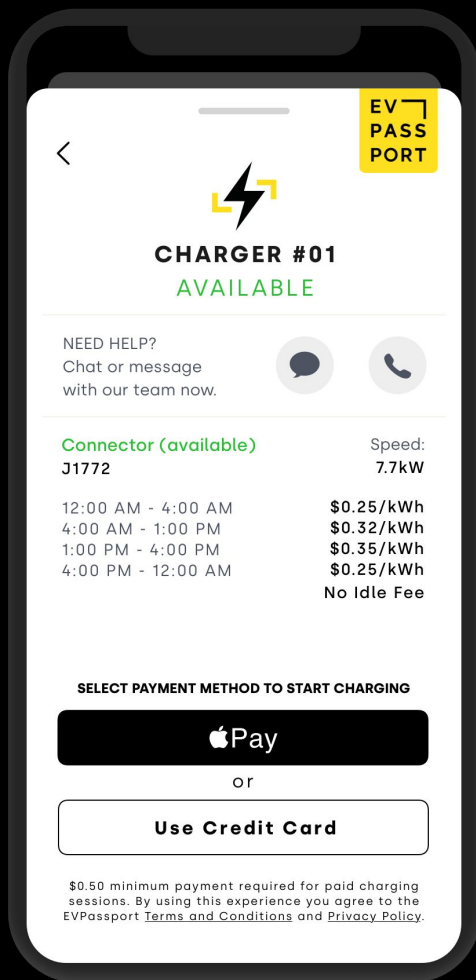 EV
PASS
PORT
CHARGER #01
AVAILABLE
NEED HELP?
Chat or message
with our team now.
Connector (available)
Speed:
J1772
7.7kW
12:00 AM - 4:00 AM $0.25/kWh
4:00 AM - 1:00 PM $0.32/kWh
1:00 PM - 4:00 PM $0.35/kWh
4:00 PM - 12:00 AM $0.25/kWh
No Idle Fee
SELECT PAYMENT METHOD TO START CHARGING
Pay
or
Use Credit Card
$0.50 minimum payment required for paid charging
sessions. By using this experience you agree to the
EVPassport Terms and Conditions and Privacy Policy.